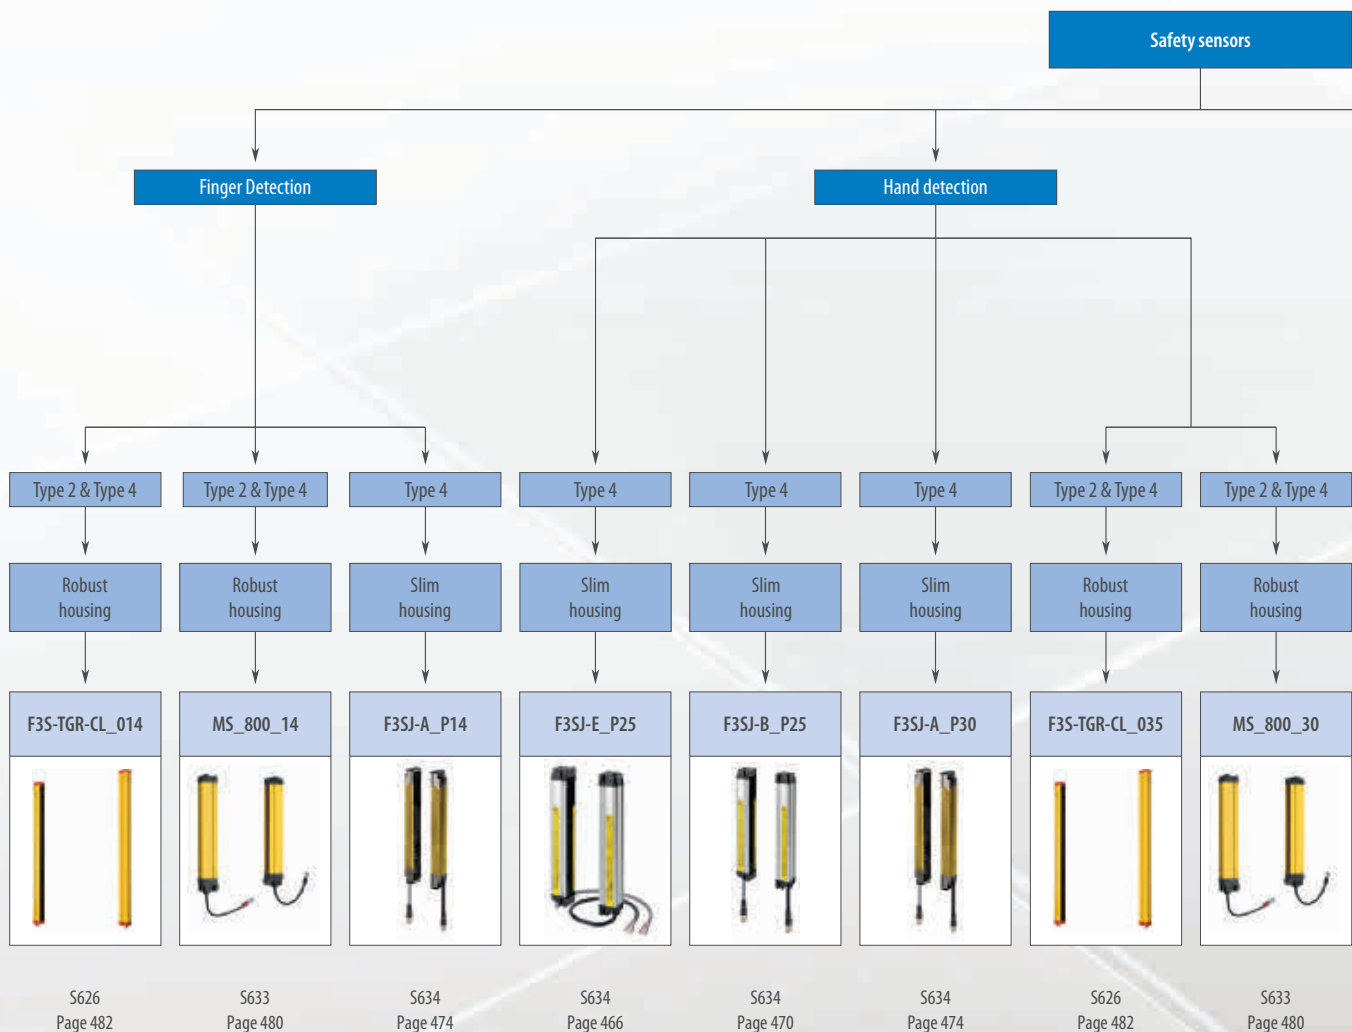 Safety sensors
Finger Detection
Hand detection
Type 2 & Type 4
Type 2 & Type 4
Type 4
Type 4
Type 4
Type 4
Type 2 & Type 4
Type 2 & Type 4
Robust
housing
Robust
housing
Slim
housing
Slim
housing
Slim
housing
Slim
housing
Robust
housing
Robust
housing
F3S-TGR-CL_014
MS_800_14
F3SJ-A_P14
F3SJ-E_P25
F3SJ-B_P25
F3SJ-A_P30
F3S-TGR-CL_035
MS_800_30
S626
Page 482
S633
Page 480
S634
Page 474
S634
Page 466
S634
Page 470
S634
Page 474
S626
Page 482
S633
Page 480